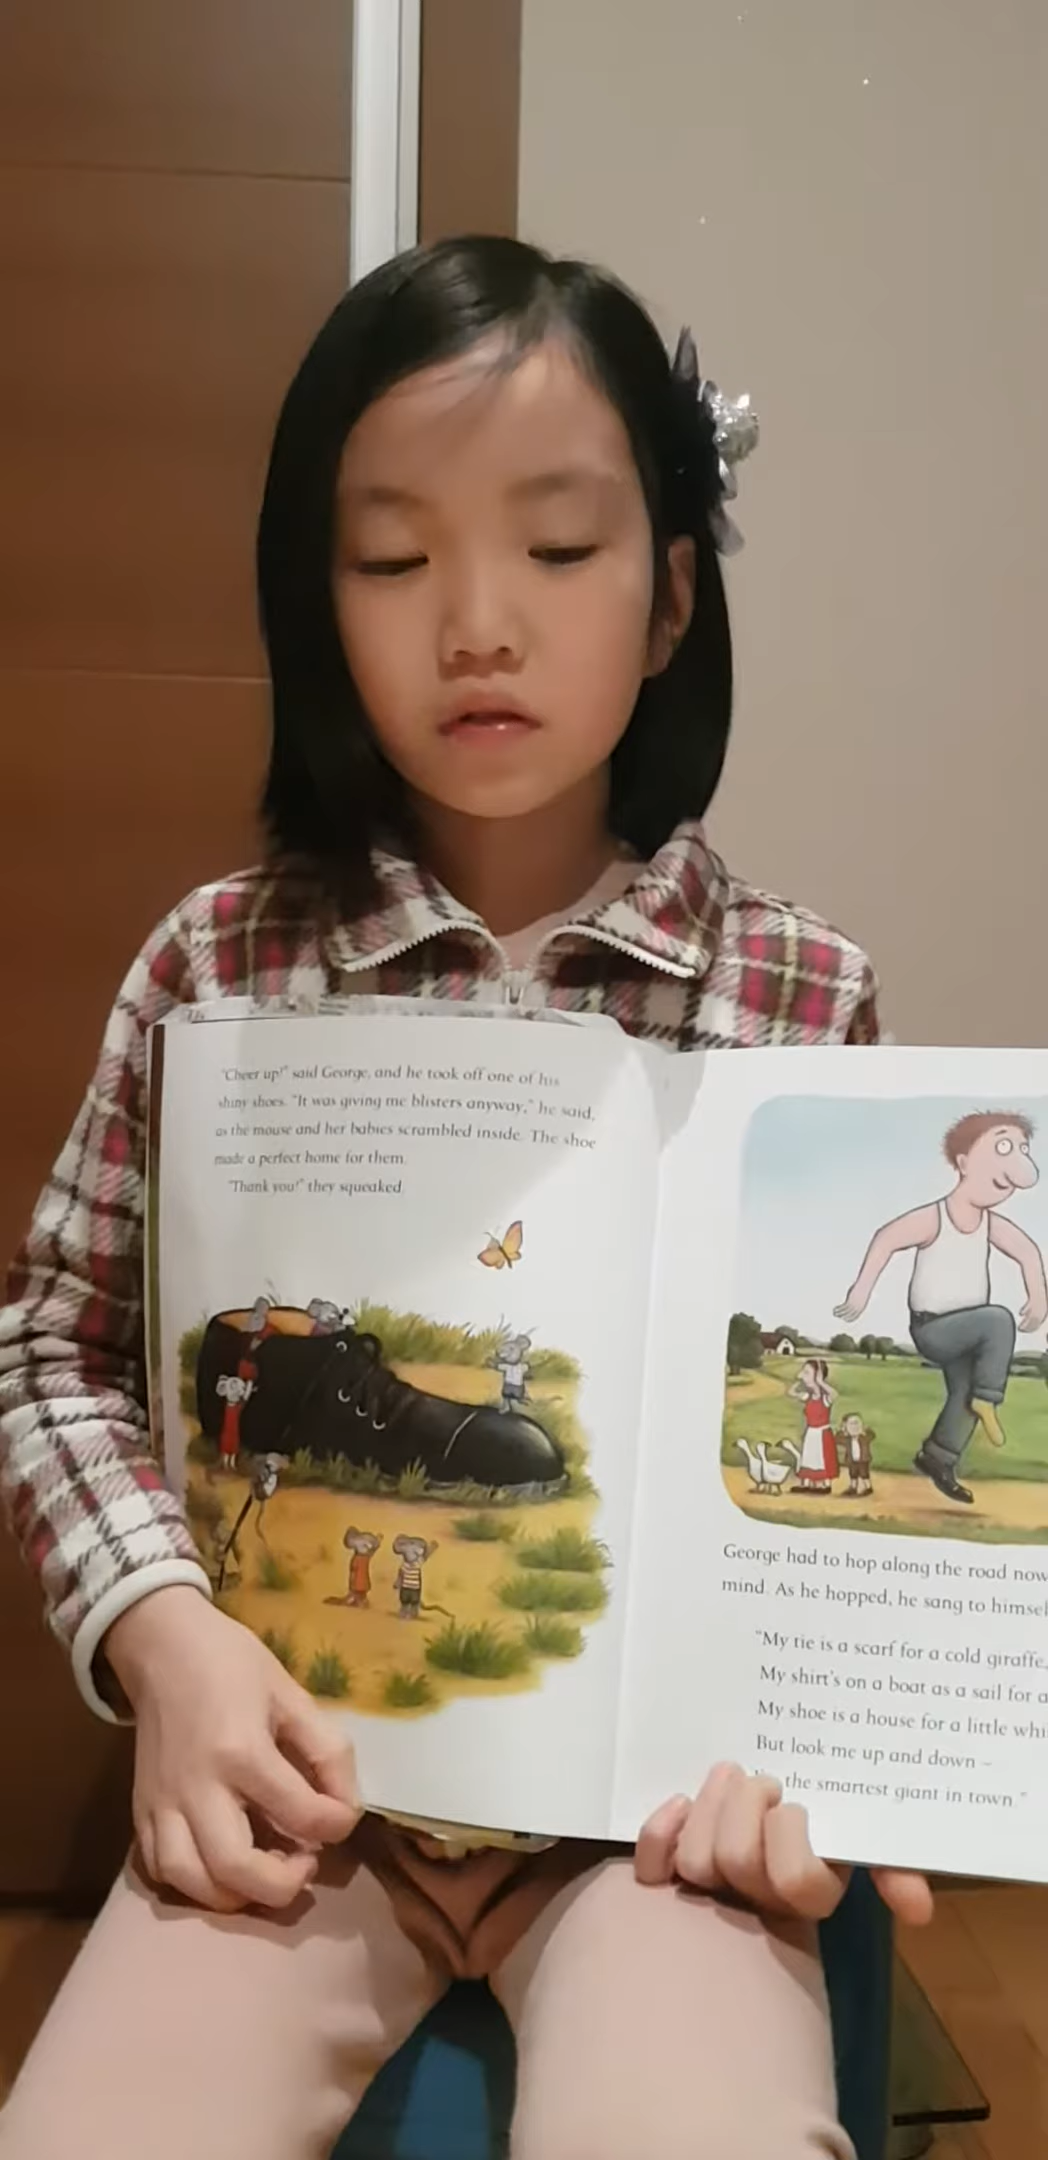 "Cheer up!" said George, and he took off one of his
shiny shoes. "It was giving me blisters anyway," he said,
as the mouse and her babies scrambled inside. The shoe
made a perfect home for them.
"Thank you!" they squeaked.
George had to hop along the road now
mind. As he hopped, he sang to himsel
"My tie is a scarf for a cold giraffe,
My shirt's on a boat as a sail for a
My shoe is a house for a little whi
But look me up and down –
the smartest giant in town."